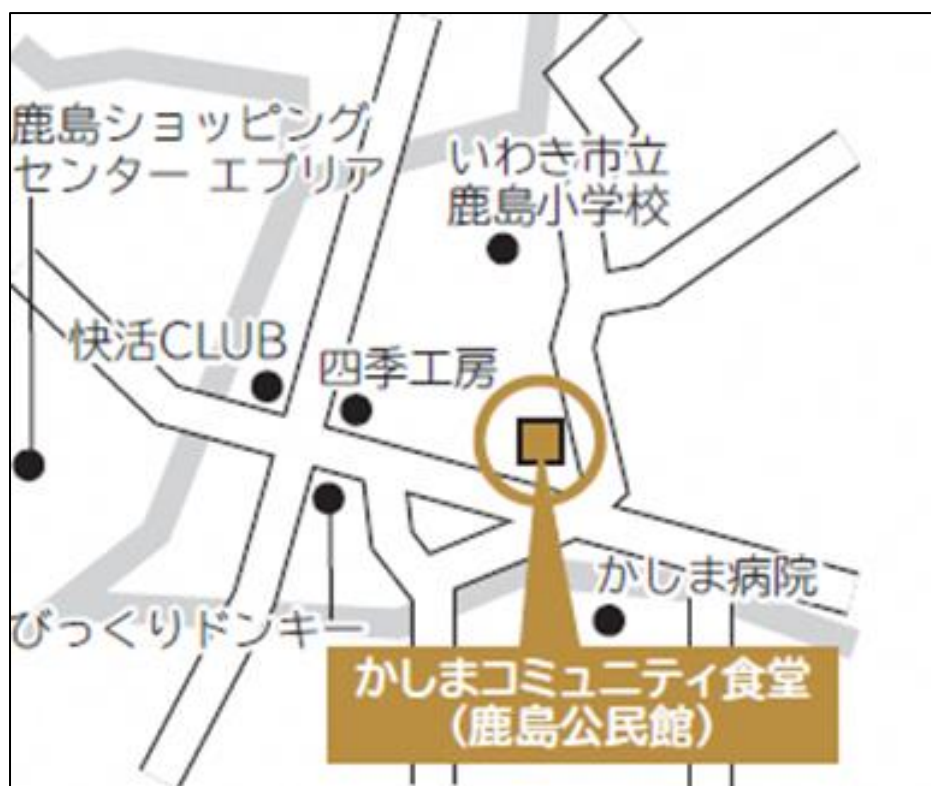 鹿島ショッピング
センター エブリア
いわき市立
鹿島小学校
快活CLUB
四季工房
かしま病院
びっくりドンキー
かしまコミュニティ食堂
(鹿島公民館)